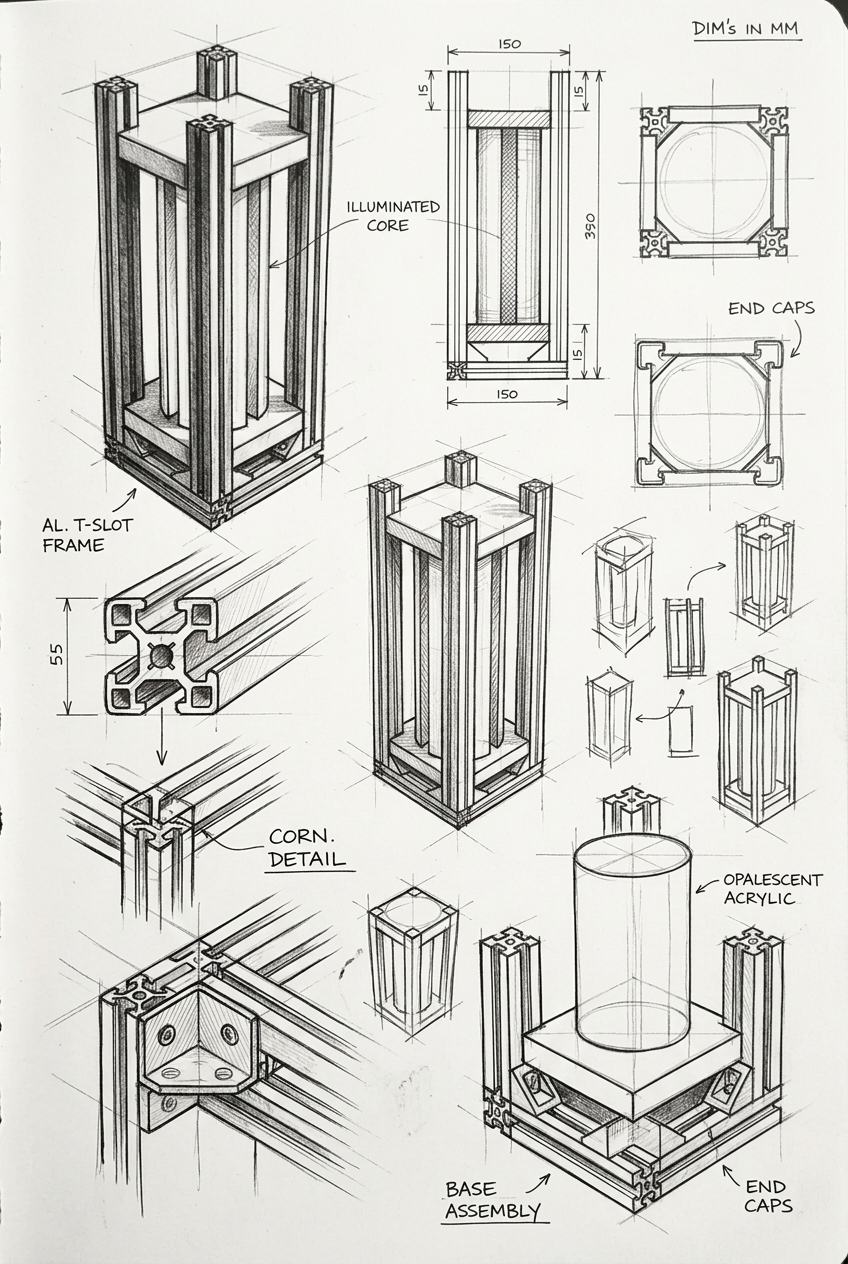 DIM's IN MM
150
15
15
ILLUMINATED
CORE
390
END CAPS
15
150
AL. T-SLOT
FRAME
55
CORN.
DETAIL
OPALESCENT
ACRYLIC
BASE
ASSEMBLY
END
CAPS